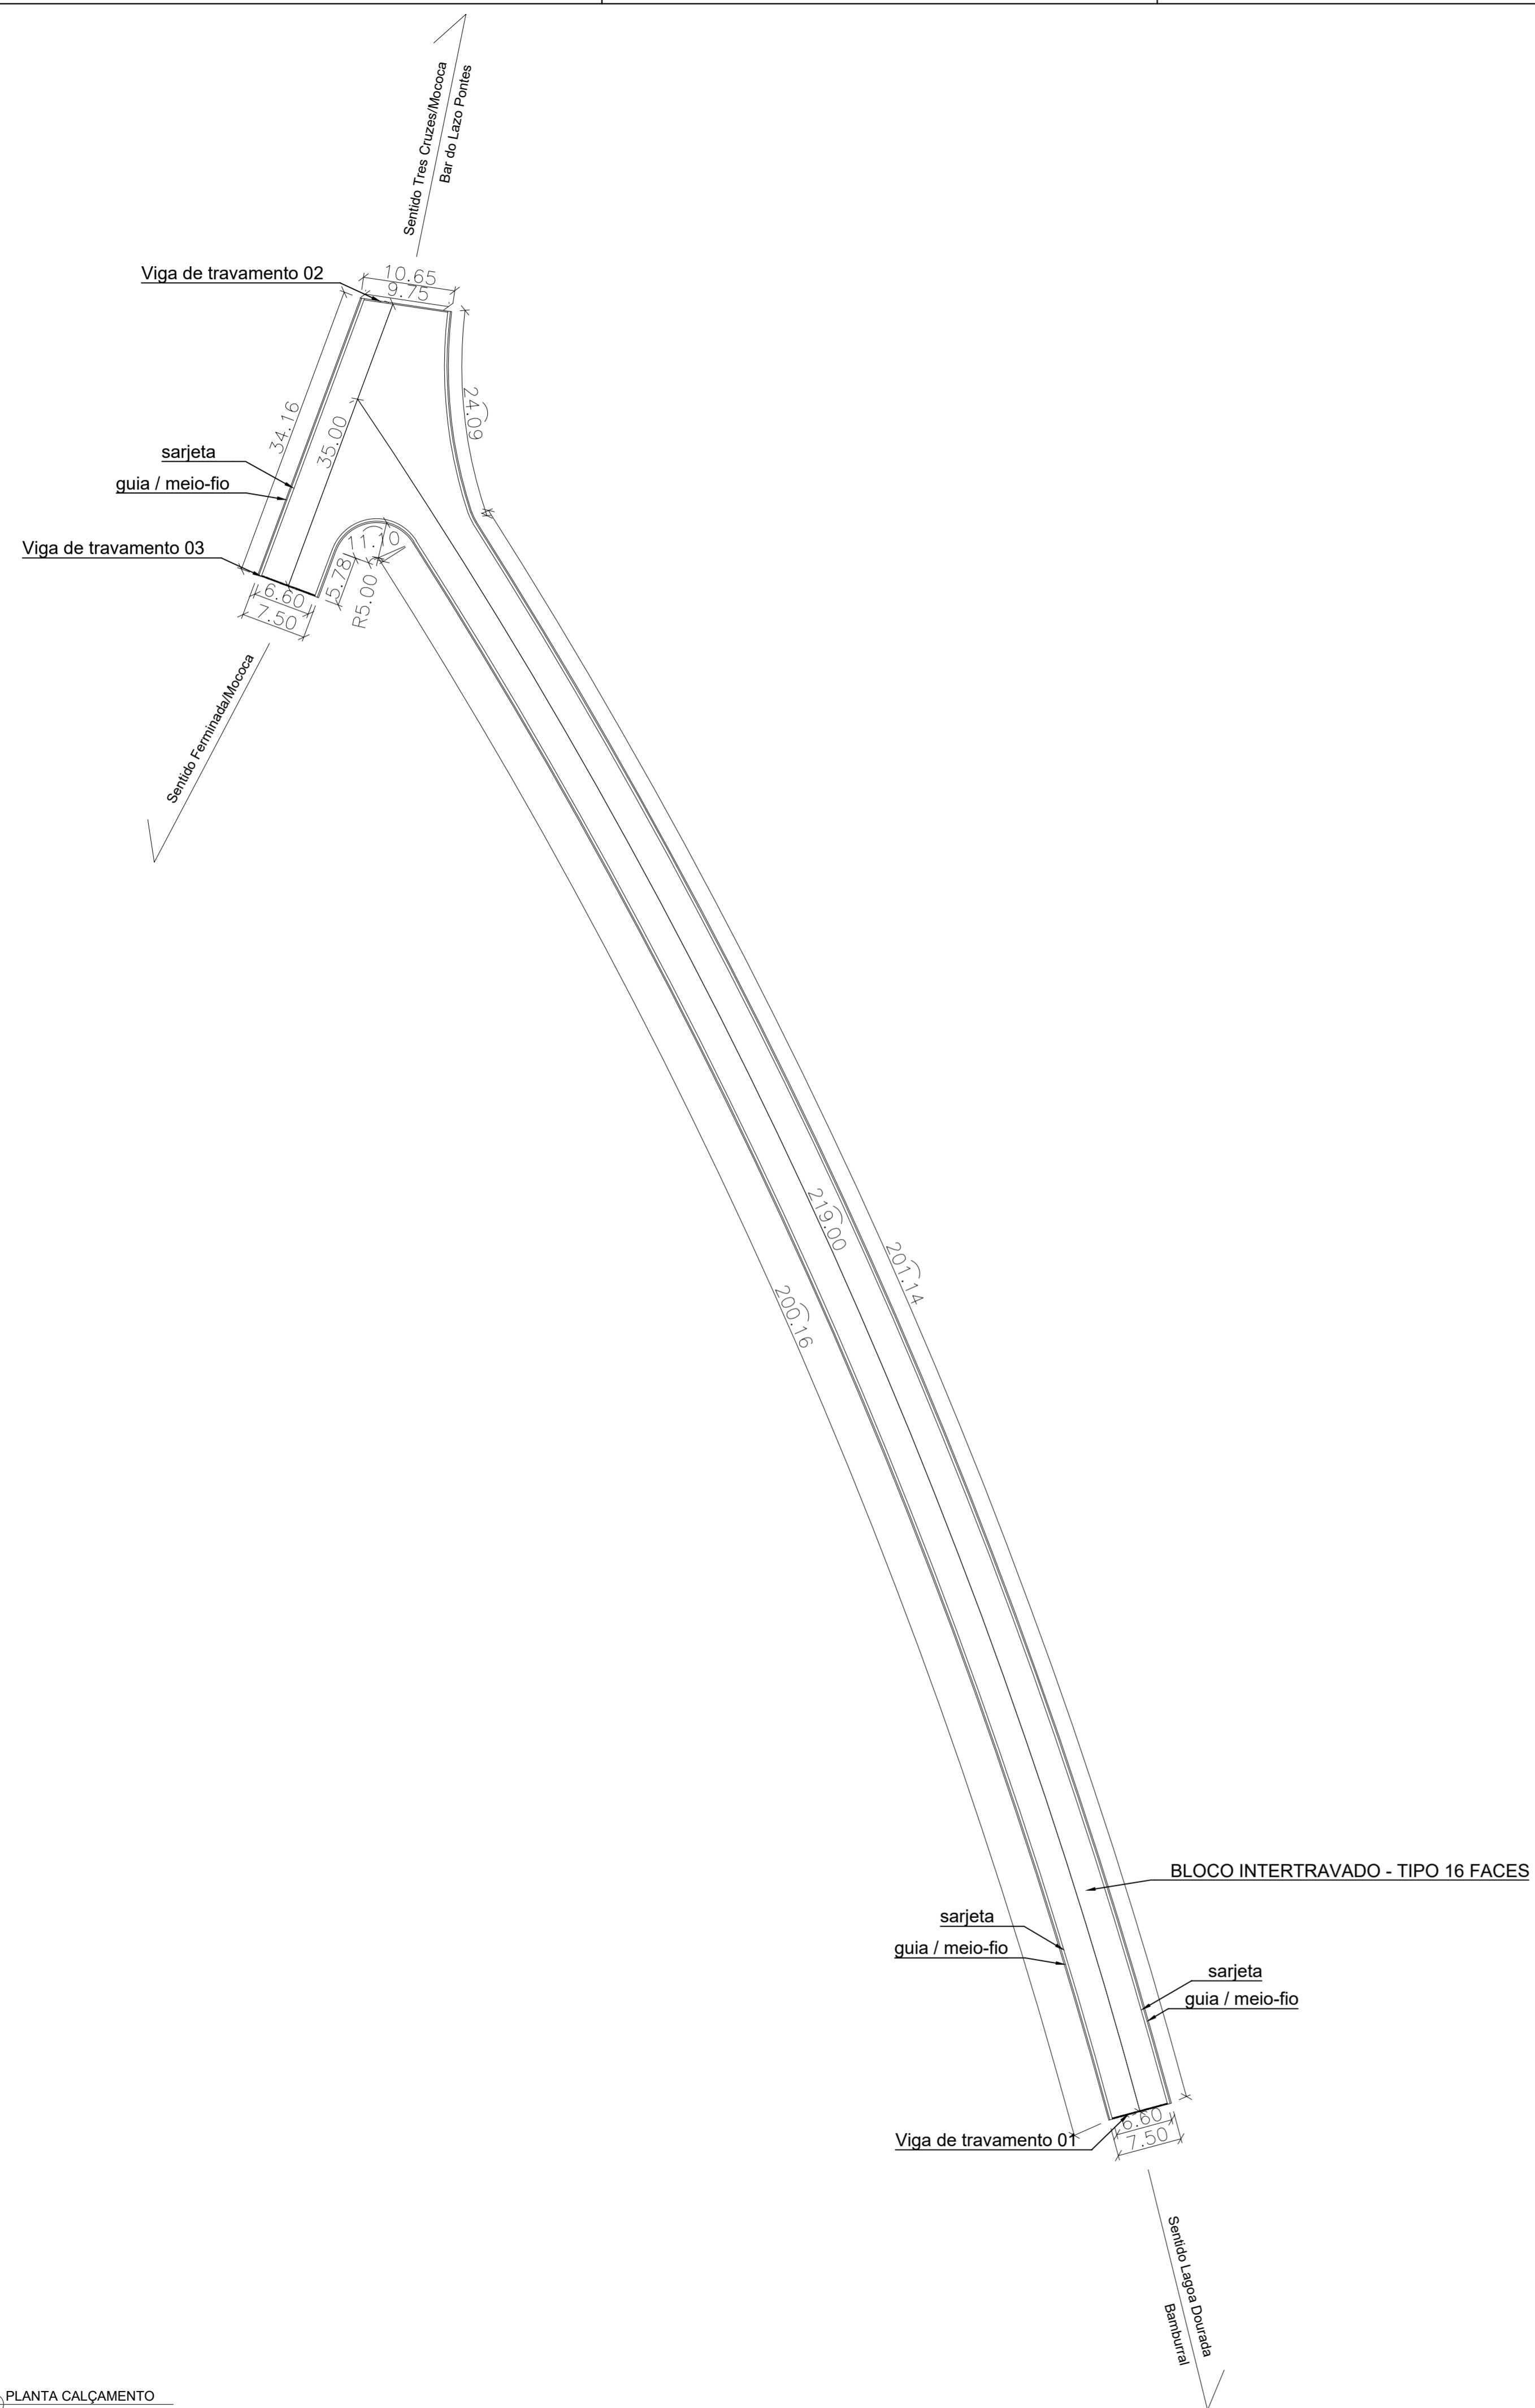 Sentido Tres Cruzes/Mococa
Bar do Lazo Pontes
Viga de travamento 02
10.65
9.75
34.16
35.00
24.09
sarjeta
guia / meio-fio
Viga de travamento 03
11.10
5.78
R5.00
6.60
7.50
Sentido Ferminada/Mococa
219.00
201.14
200.16
BLOCO INTERTRAVADO - TIPO 16 FACES
sarjeta
guia / meio-fio
sarjeta
guia / meio-fio
6.60
7.50
Viga de travamento 01
Sentido Lagoa Dourada
Bamburral
PLANTA CALÇAMENTO